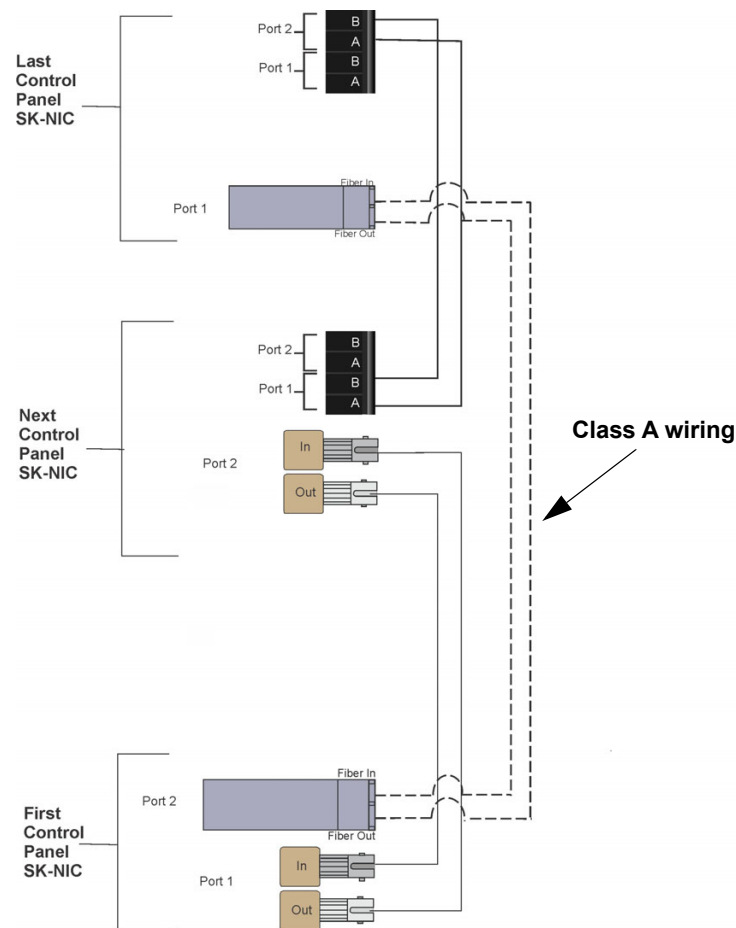 Last
Control
Panel
SK-NIC
Port 2
B
A
Port 1
B
A
Port 1
Fiber In
Fiber Out
Next
Control
Panel
SK-NIC
Port 2
B
A
Port 1
B
A
Port 2
In
Out
Class A wiring
First
Control
Panel
SK-NIC
Port 2
Fiber In
Fiber Out
Port 1
In
Out